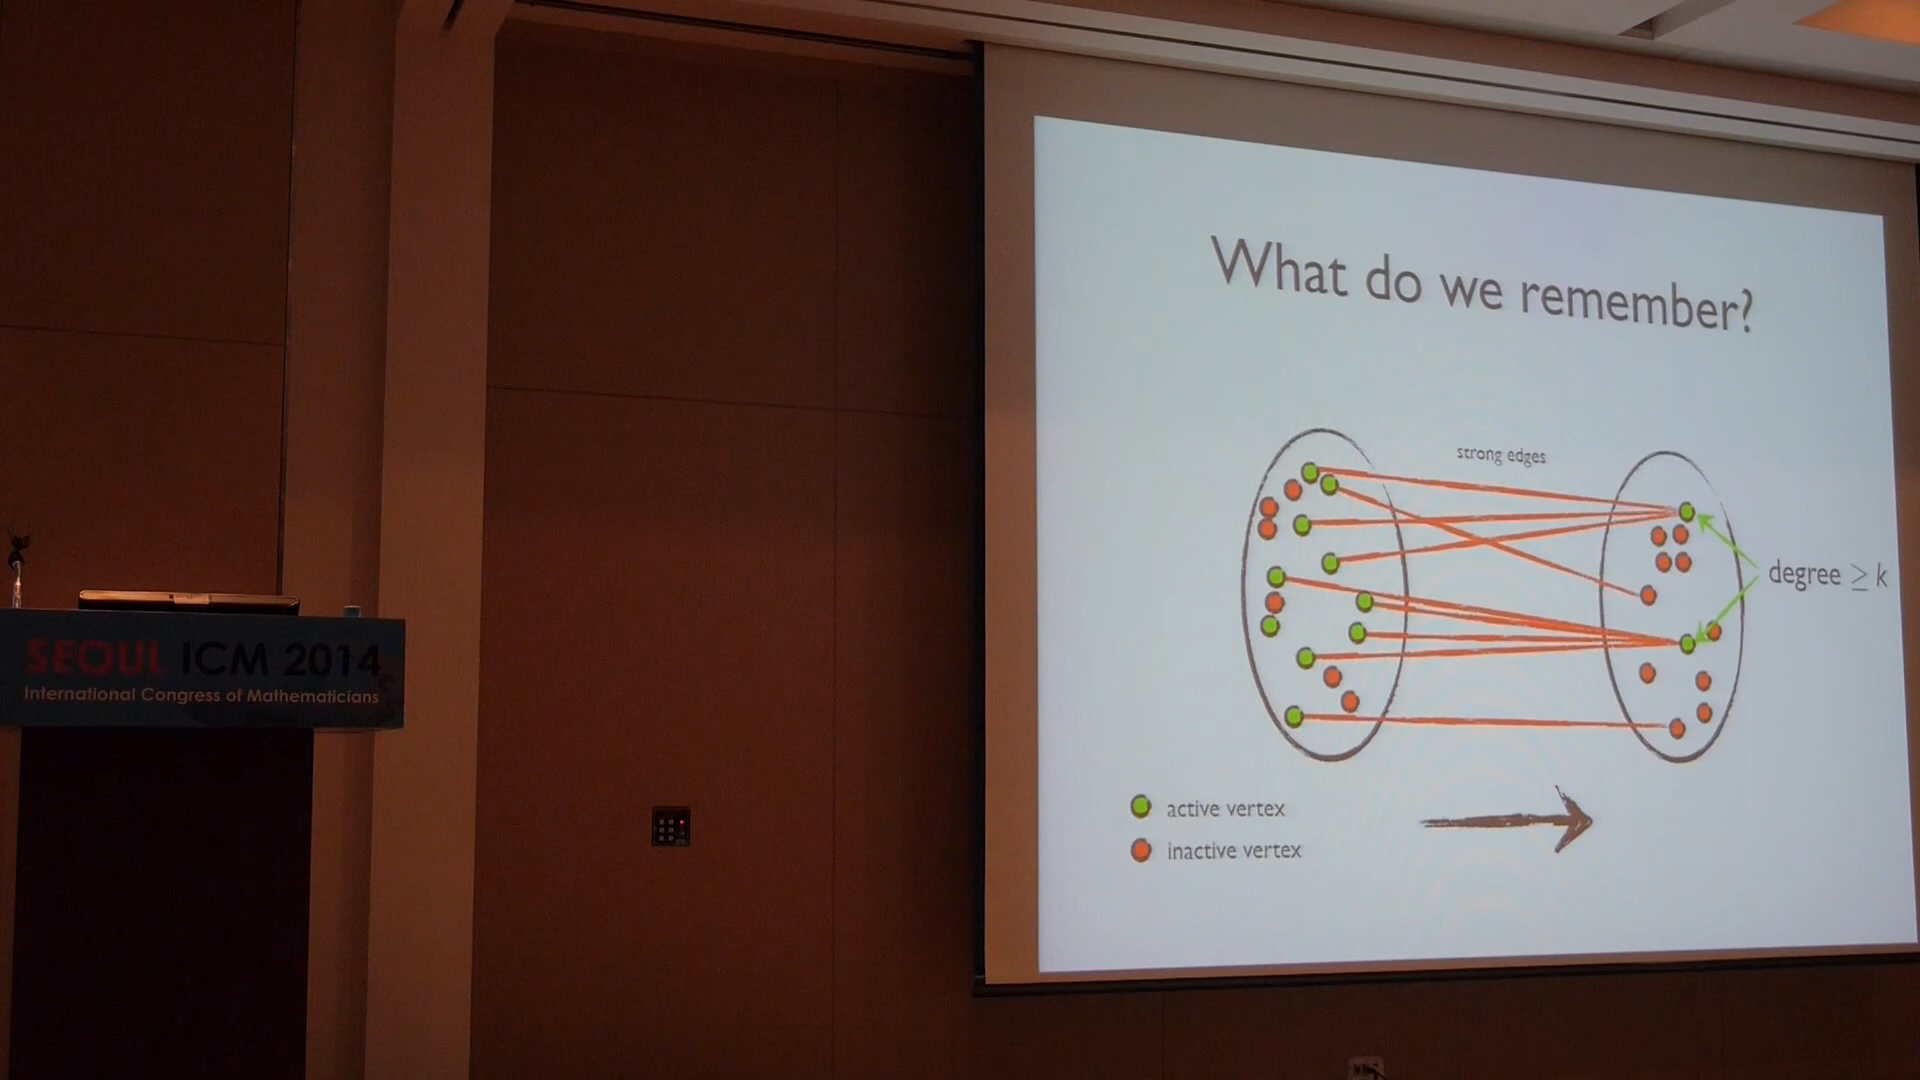 What do we remember?
strong edges
degree ≥ k
active vertex
inactive vertex
SEOUL ICM 2014
International Congress of Mathematicians